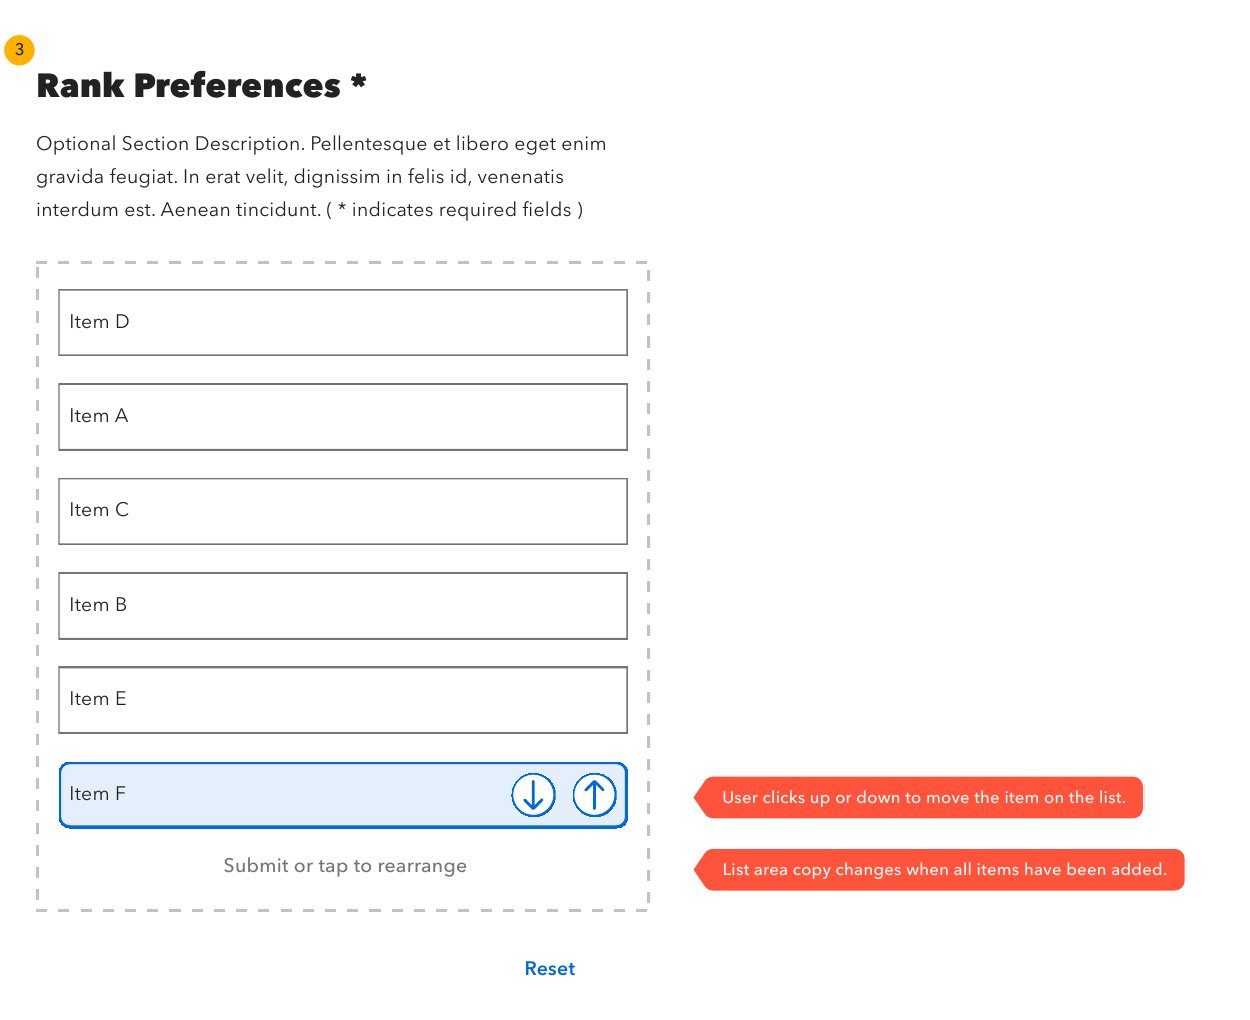 3
Rank Preferences *
Optional Section Description. Pellentesque et libero eget enim
gravida feugiat. In erat velit, dignissim in felis id, venenatis
interdum est. Aenean tincidunt. ( * indicates required fields )
Item D
Item A
Item C
Item B
Item E
Item F
User clicks up or down to move the item on the list.
Submit or tap to rearrange
List area copy changes when all items have been added.
Reset